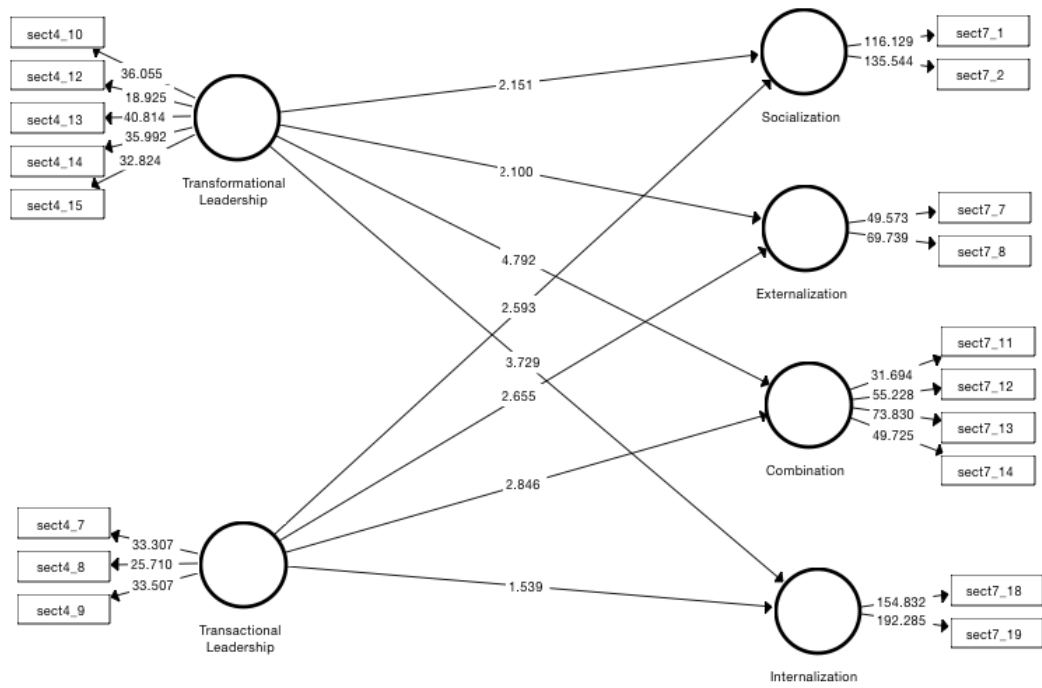 sect4_10
sect4_12
sect4_13
sect4_14
sect4_15
36.055
18.925
40.814
35.992
32.824
Transformational
Leadership
sect4_7
sect4_8
sect4_9
33.307
25.710
33.507
Transactional
Leadership
2.151
2.100
4.792
2.593
3.729
2.655
2.846
1.539
Socialization
116.129
135.544
sect7_1
sect7_2
Externalization
49.573
69.739
sect7_7
sect7_8
Combination
31.694
55.228
73.830
49.725
sect7_11
sect7_12
sect7_13
sect7_14
Internalization
154.832
192.285
sect7_18
sect7_19